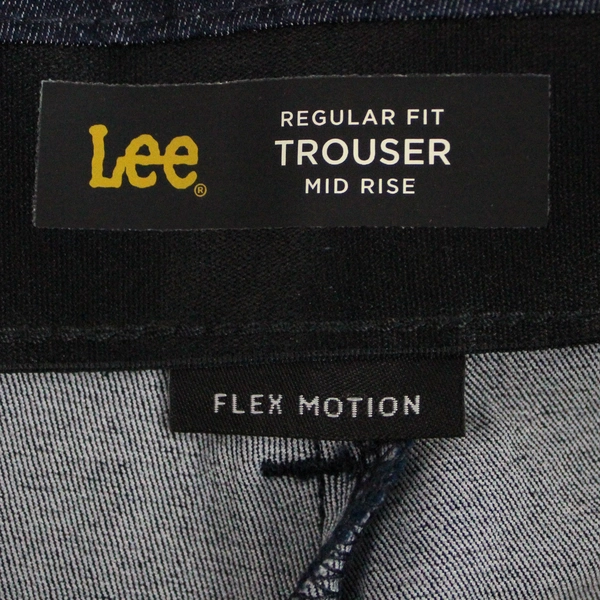 Lee®
REGULAR FIT
TROUSER
MID RISE
FLEX MOTION